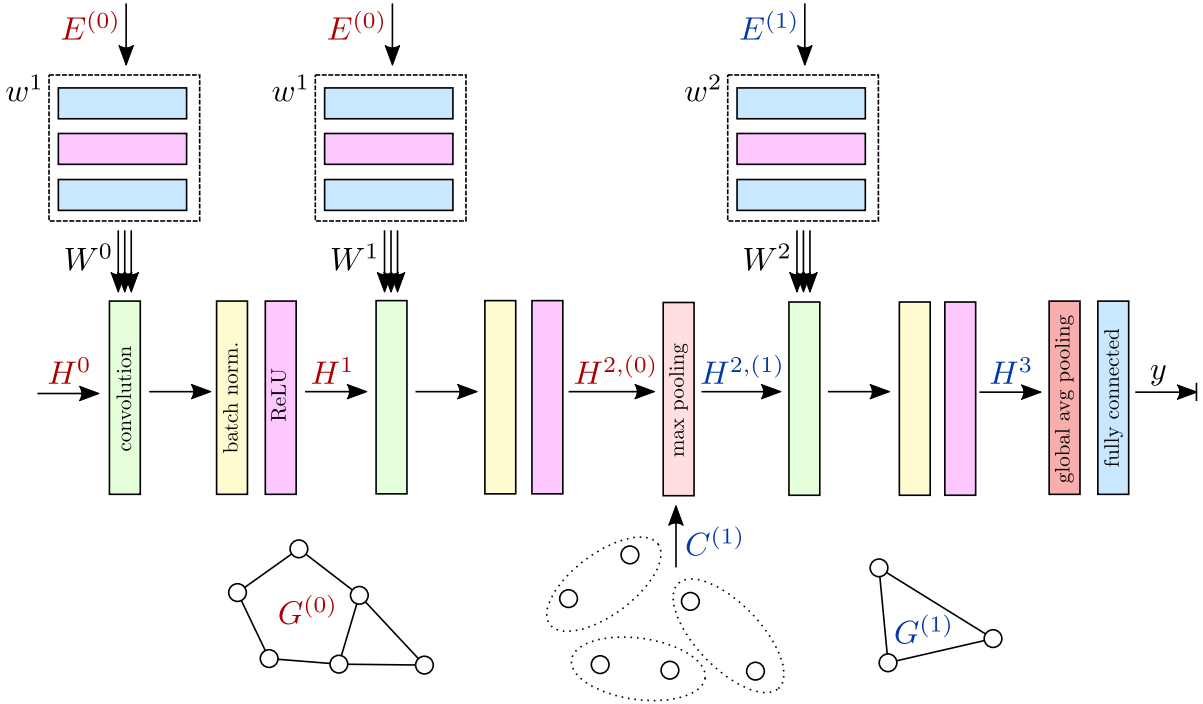 E^{(0)} E^{(0)} E^{(1)}
w^1 w^1 w^2
W^0 W^1 W^2
H^0 convolution batch norm. ReLU H^1 H^{2,(0)} max pooling H^{2,(1)} H^3 global avg pooling fully connected y
C^{(1)}
G^{(0)} G^{(1)}